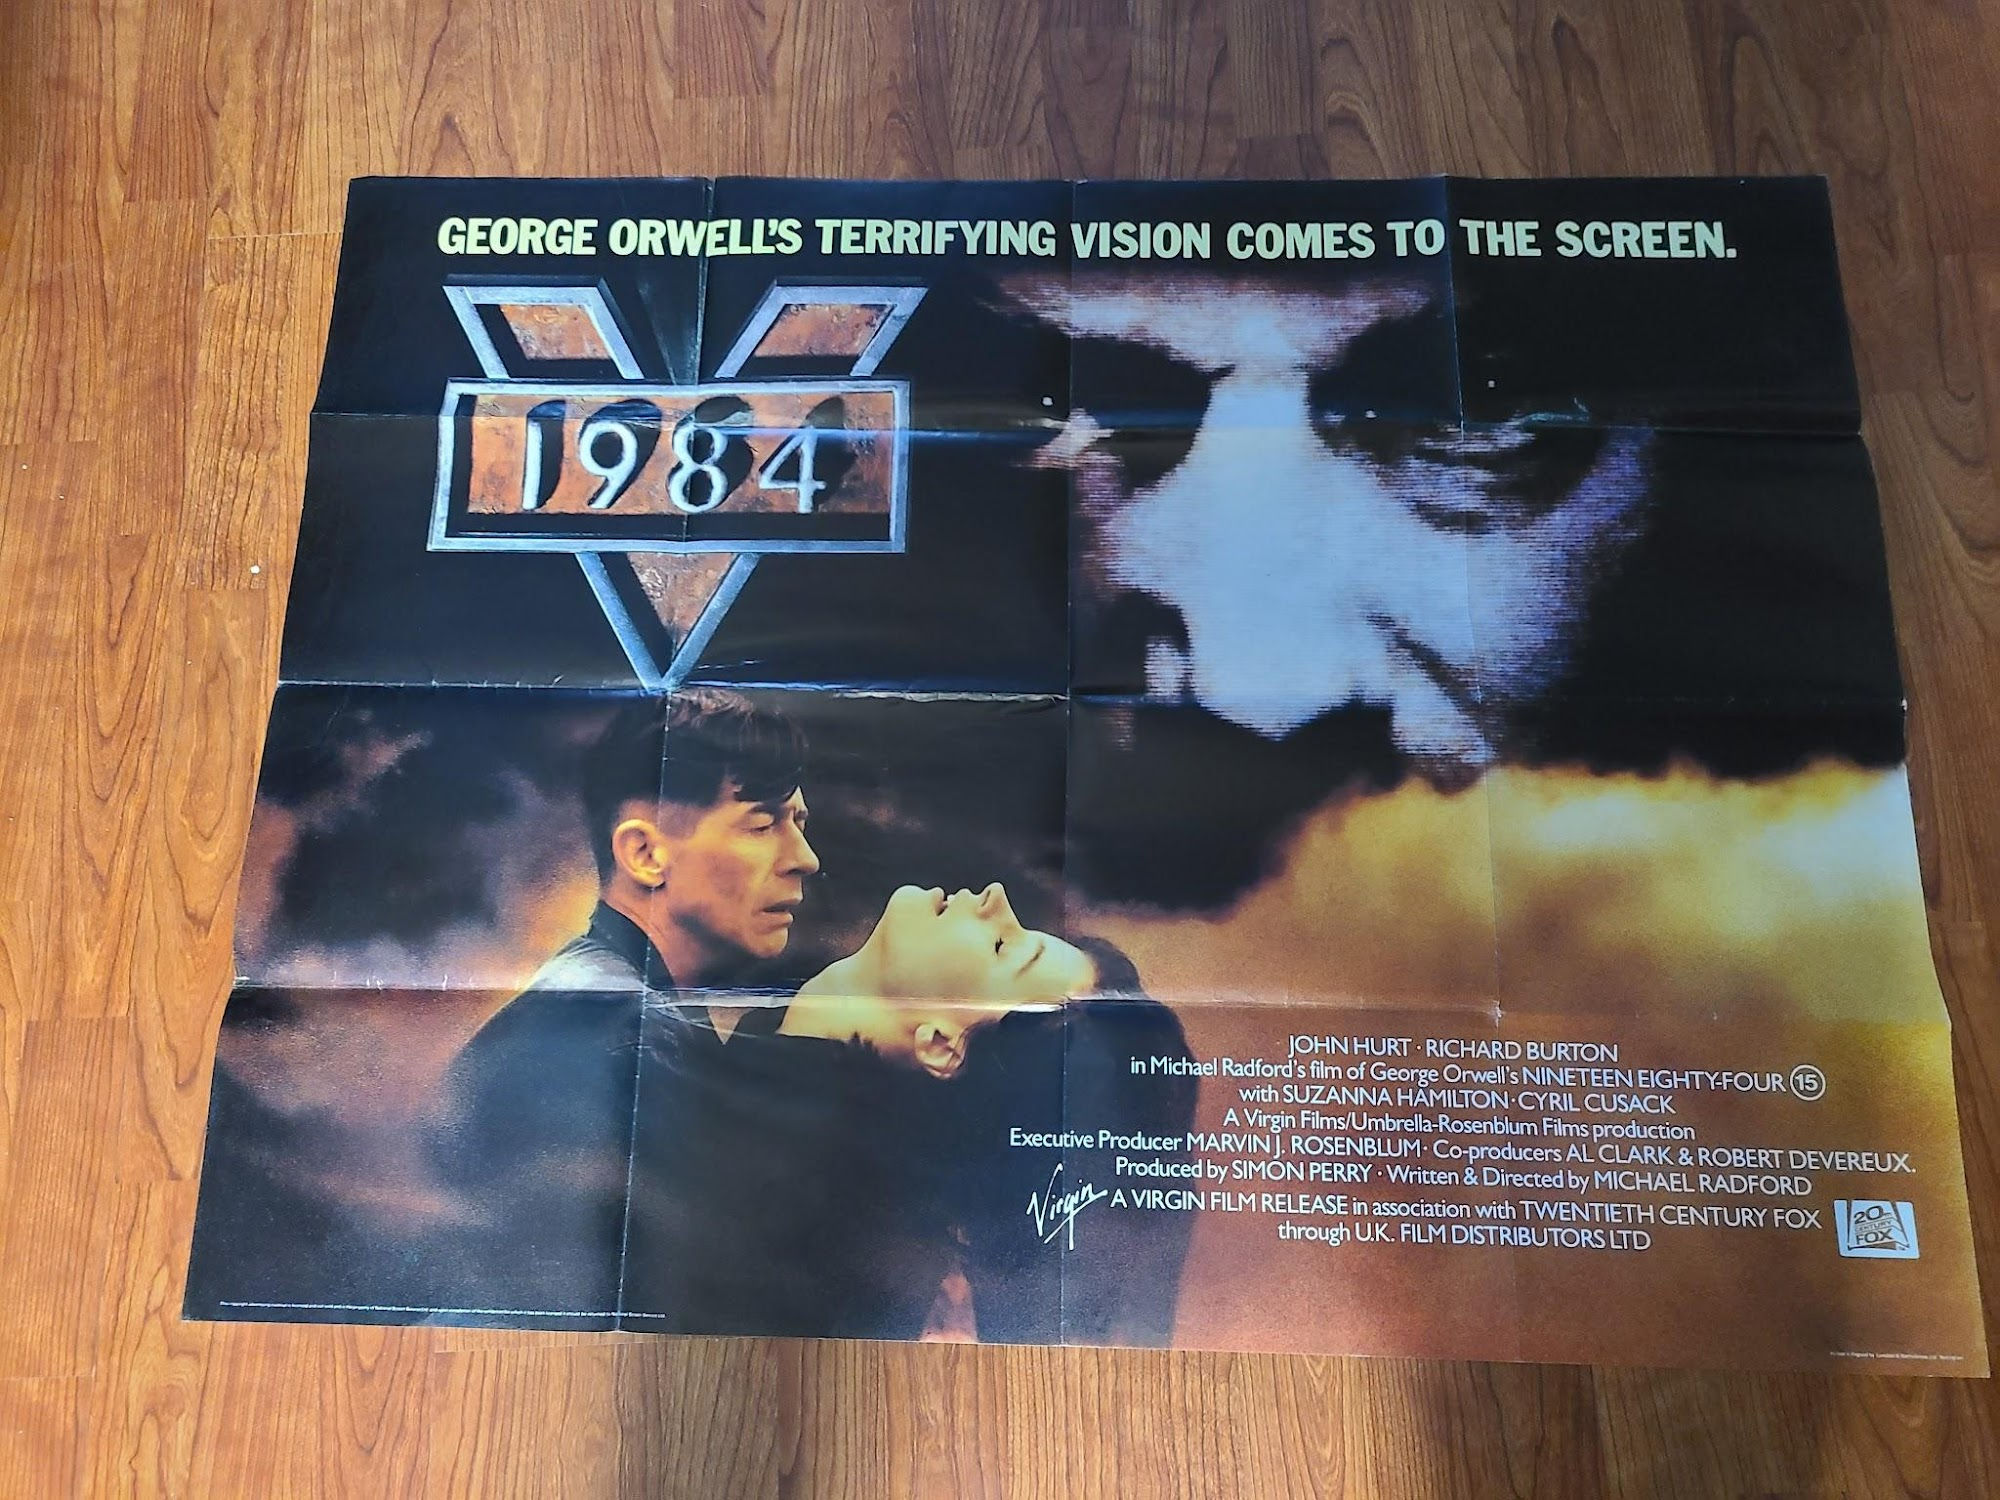 GEORGE ORWELL'S TERRIFYING VISION COMES TO THE SCREEN.
1984
JOHN HURT · RICHARD BURTON
in Michael Radford's film of George Orwell's NINETEEN EIGHTY-FOUR 15
with SUZANNA HAMILTON · CYRIL CUSACK
A Virgin Films/Umbrella-Rosenblum Films production
Executive Producer MARVIN J. ROSENBLUM · Co-producers AL CLARK & ROBERT DEVEREUX.
Produced by SIMON PERRY · Written & Directed by MICHAEL RADFORD
Virgin A VIRGIN FILM RELEASE in association with TWENTIETH CENTURY FOX
through U.K. FILM DISTRIBUTORS LTD
20th
CENTURY
FOX